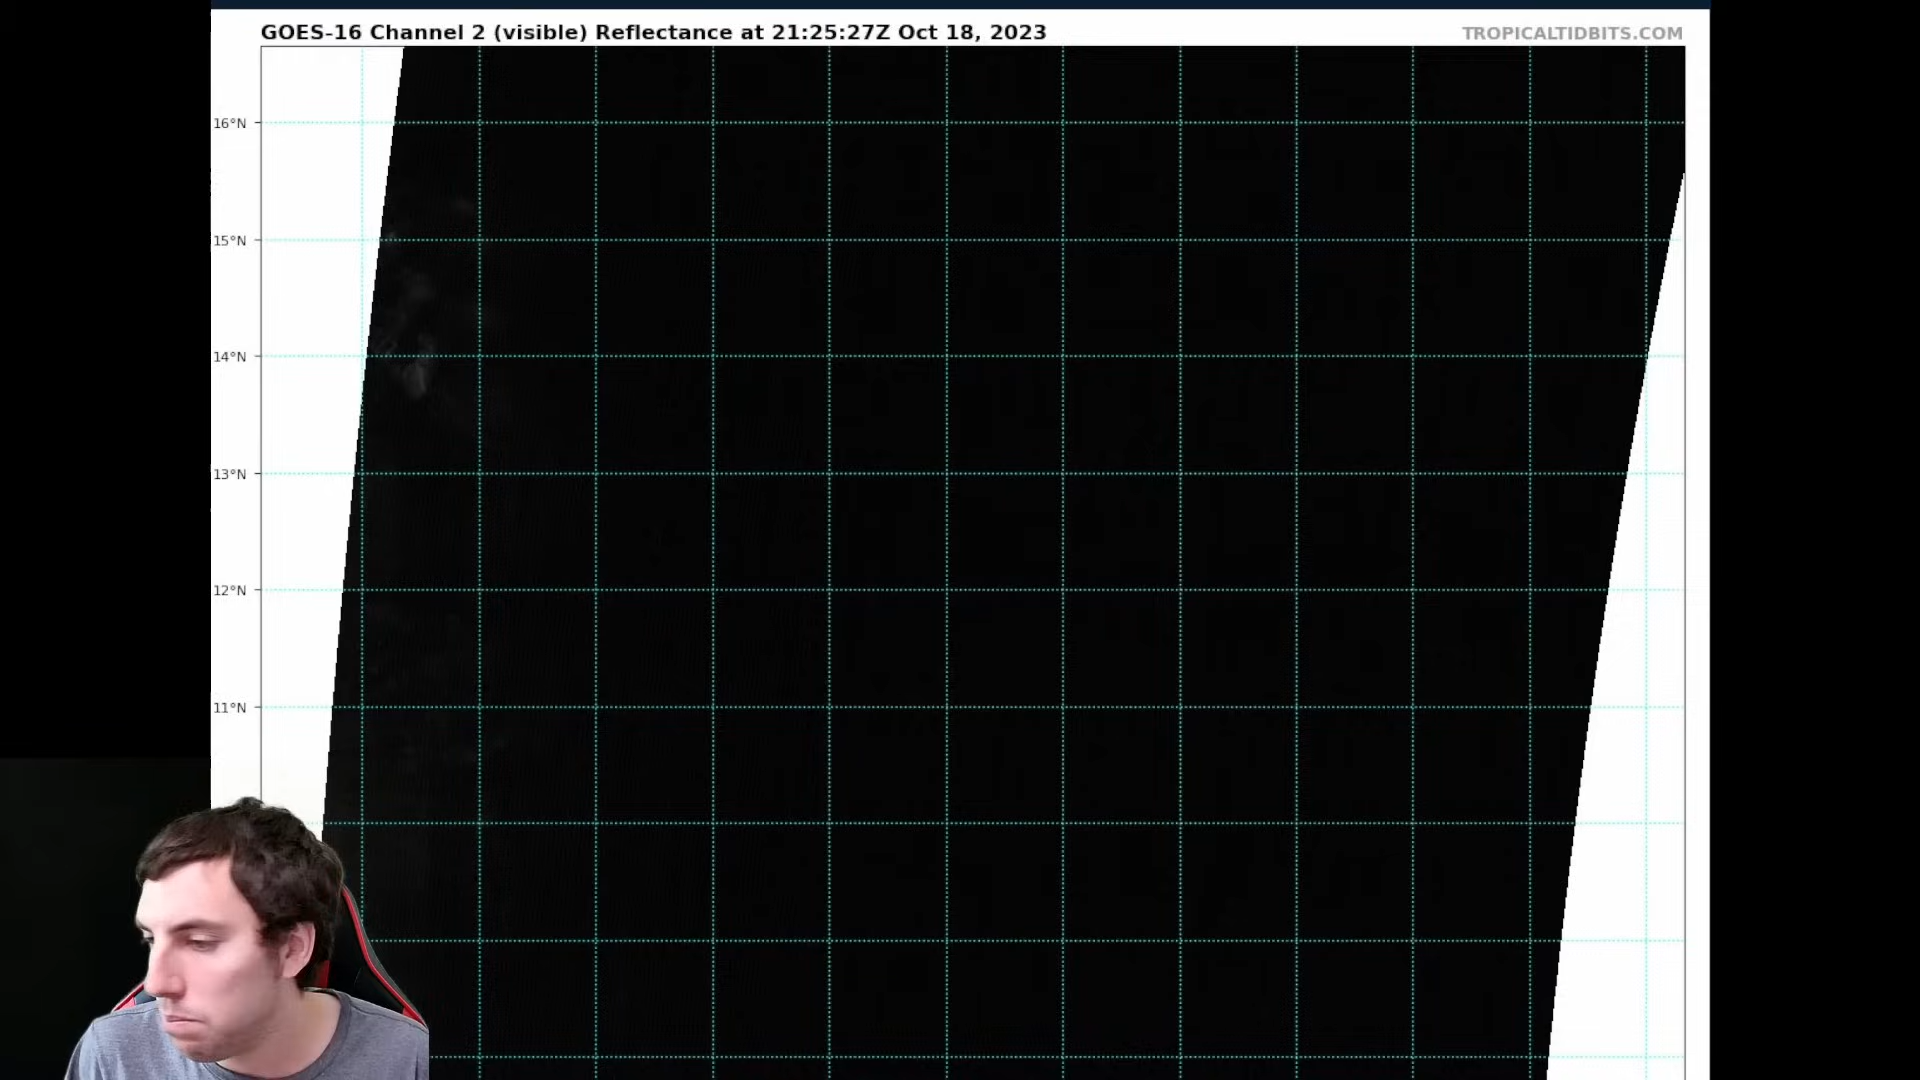 GOES-16 Channel 2 (visible) Reflectance at 21:25:27Z Oct 18, 2023
TROPICALTIDBITS.COM
16°N
15°N
14°N
13°N
12°N
11°N